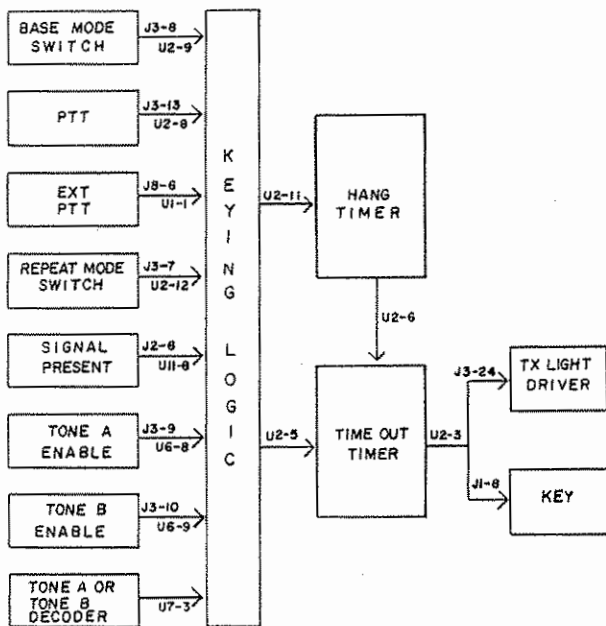 BASE MODE
SWITCH
J3-8
U2-9
PTT
J3-13
U2-8
EXT
PTT
J8-6
U1-1
REPEAT MODE
SWITCH
J3-7
U2-12
SIGNAL
PRESENT
J2-6
U11-8
TONE A
ENABLE
J3-9
U6-8
TONE B
ENABLE
J3-10
U6-9
TONE A OR
TONE B
DECODER
U7-3
KEYING LOGIC
U2-11
HANG
TIMER
U2-6
U2-5
TIME OUT
TIMER
U2-3
J3-24
TX LIGHT
DRIVER
J1-8
KEY